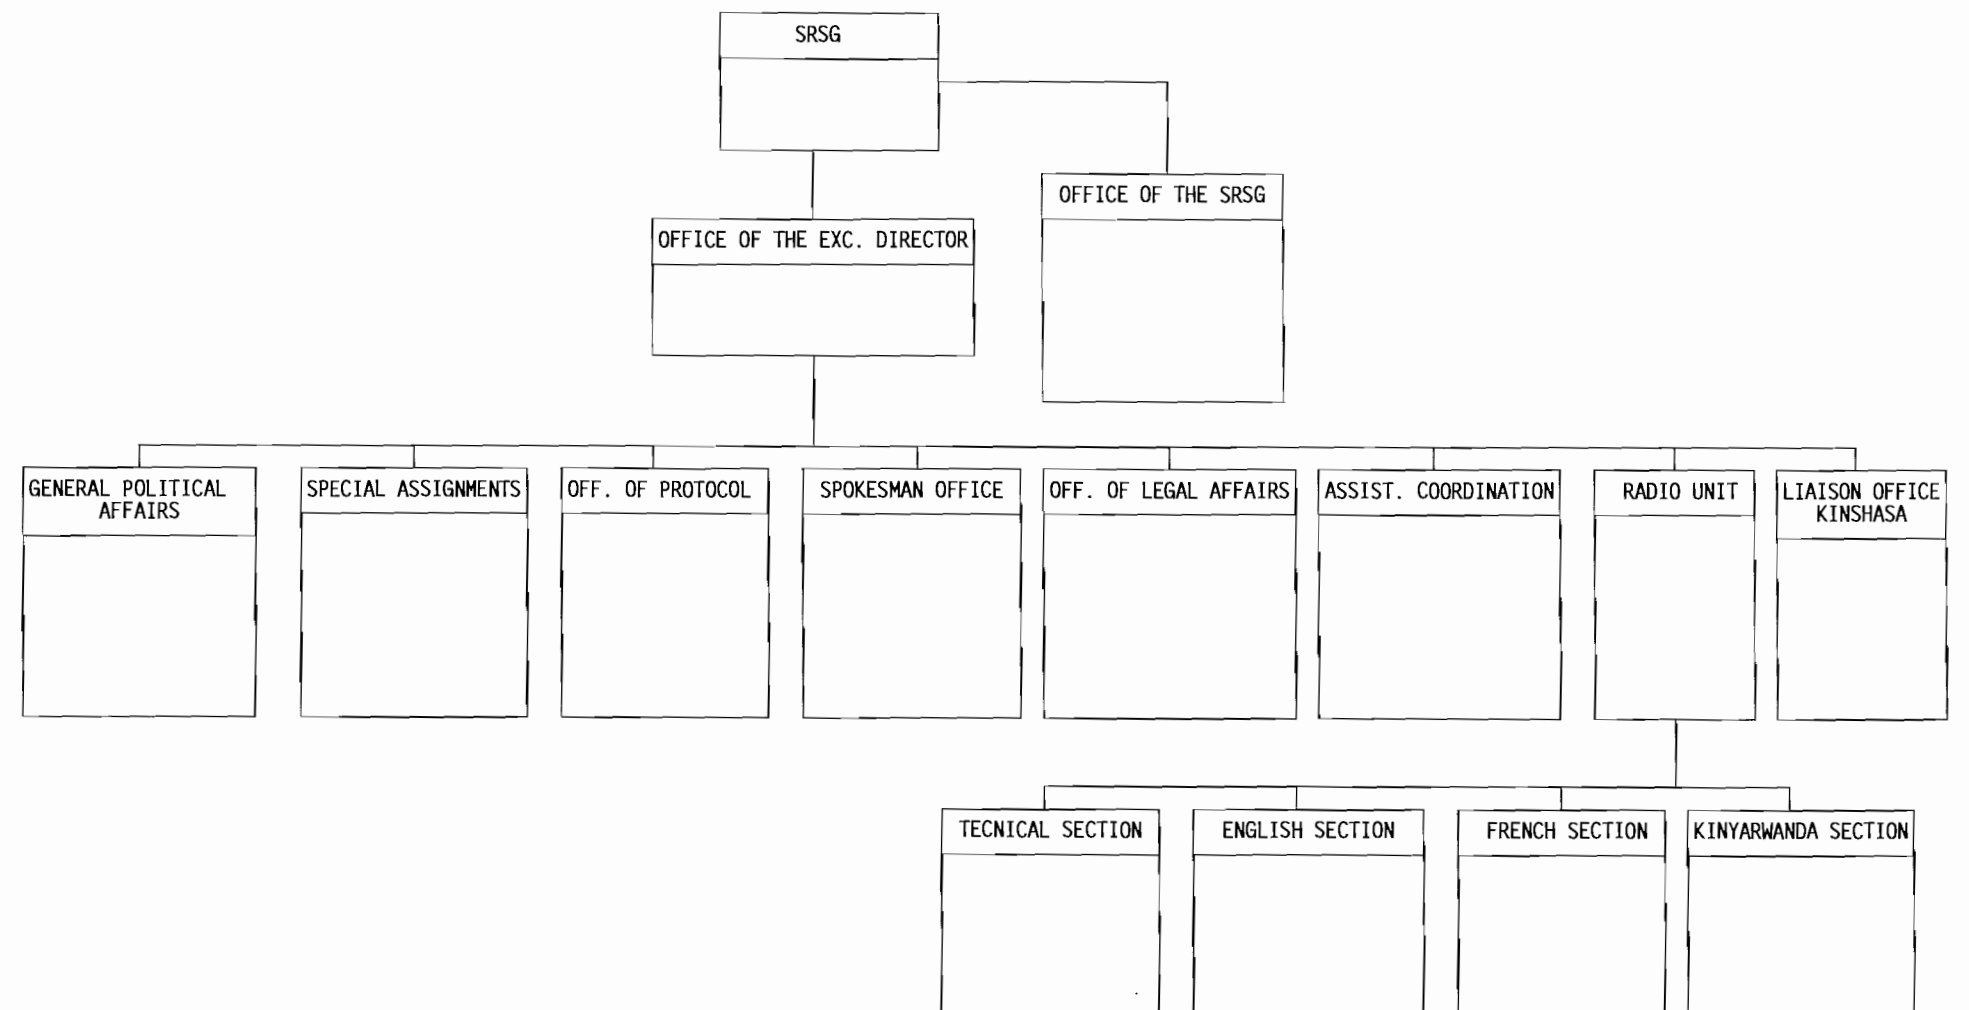 SRSG
OFFICE OF THE SRSG
OFFICE OF THE EXC. DIRECTOR
GENERAL POLITICAL
AFFAIRS
SPECIAL ASSIGNMENTS
OFF. OF PROTOCOL
SPOKESMAN OFFICE
OFF. OF LEGAL AFFAIRS
ASSIST. COORDINATION
RADIO UNIT
LIAISON OFFICE
KINSHASA
TECNICAL SECTION
ENGLISH SECTION
FRENCH SECTION
KINYARWANDA SECTION